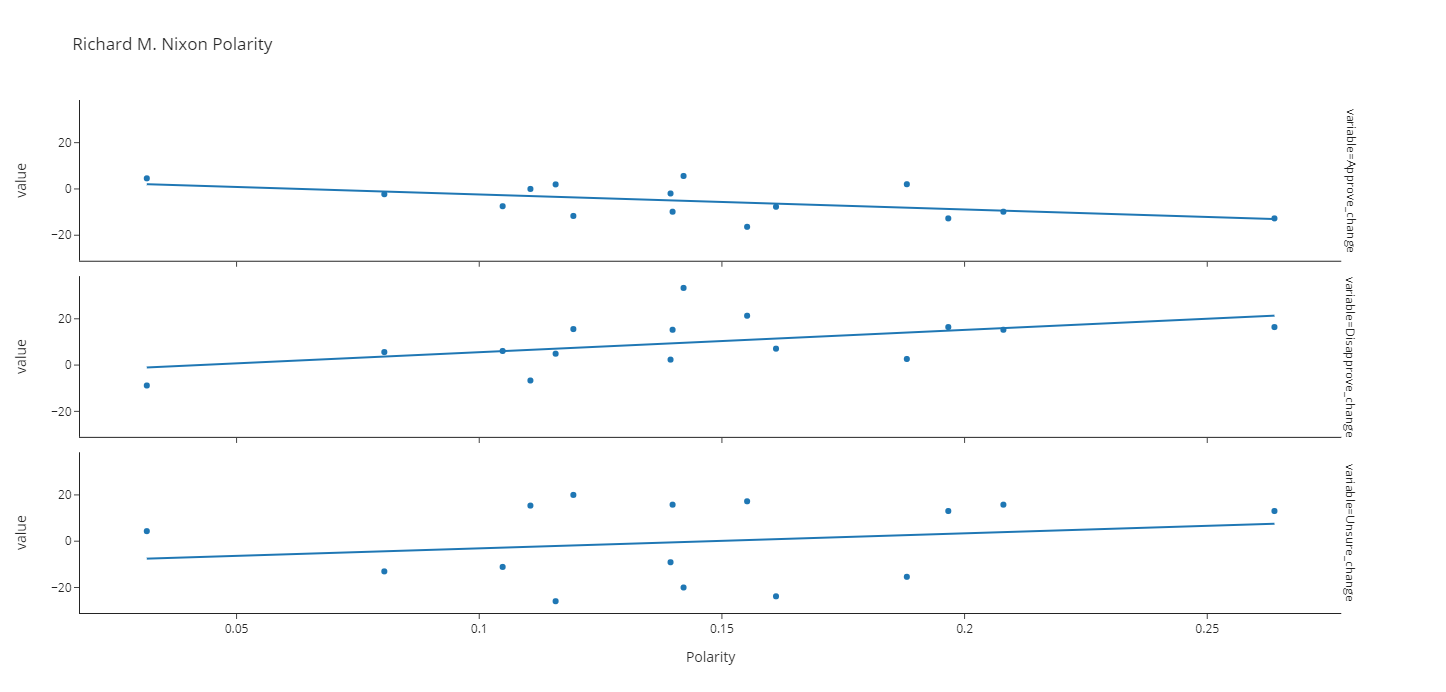 Richard M. Nixon Polarity
value
20
0
−20
variable=Approve_change
value
20
0
−20
variable=Disapprove_change
value
20
0
−20
variable=Unsure_change
0.05
0.1
0.15
0.2
0.25
Polarity